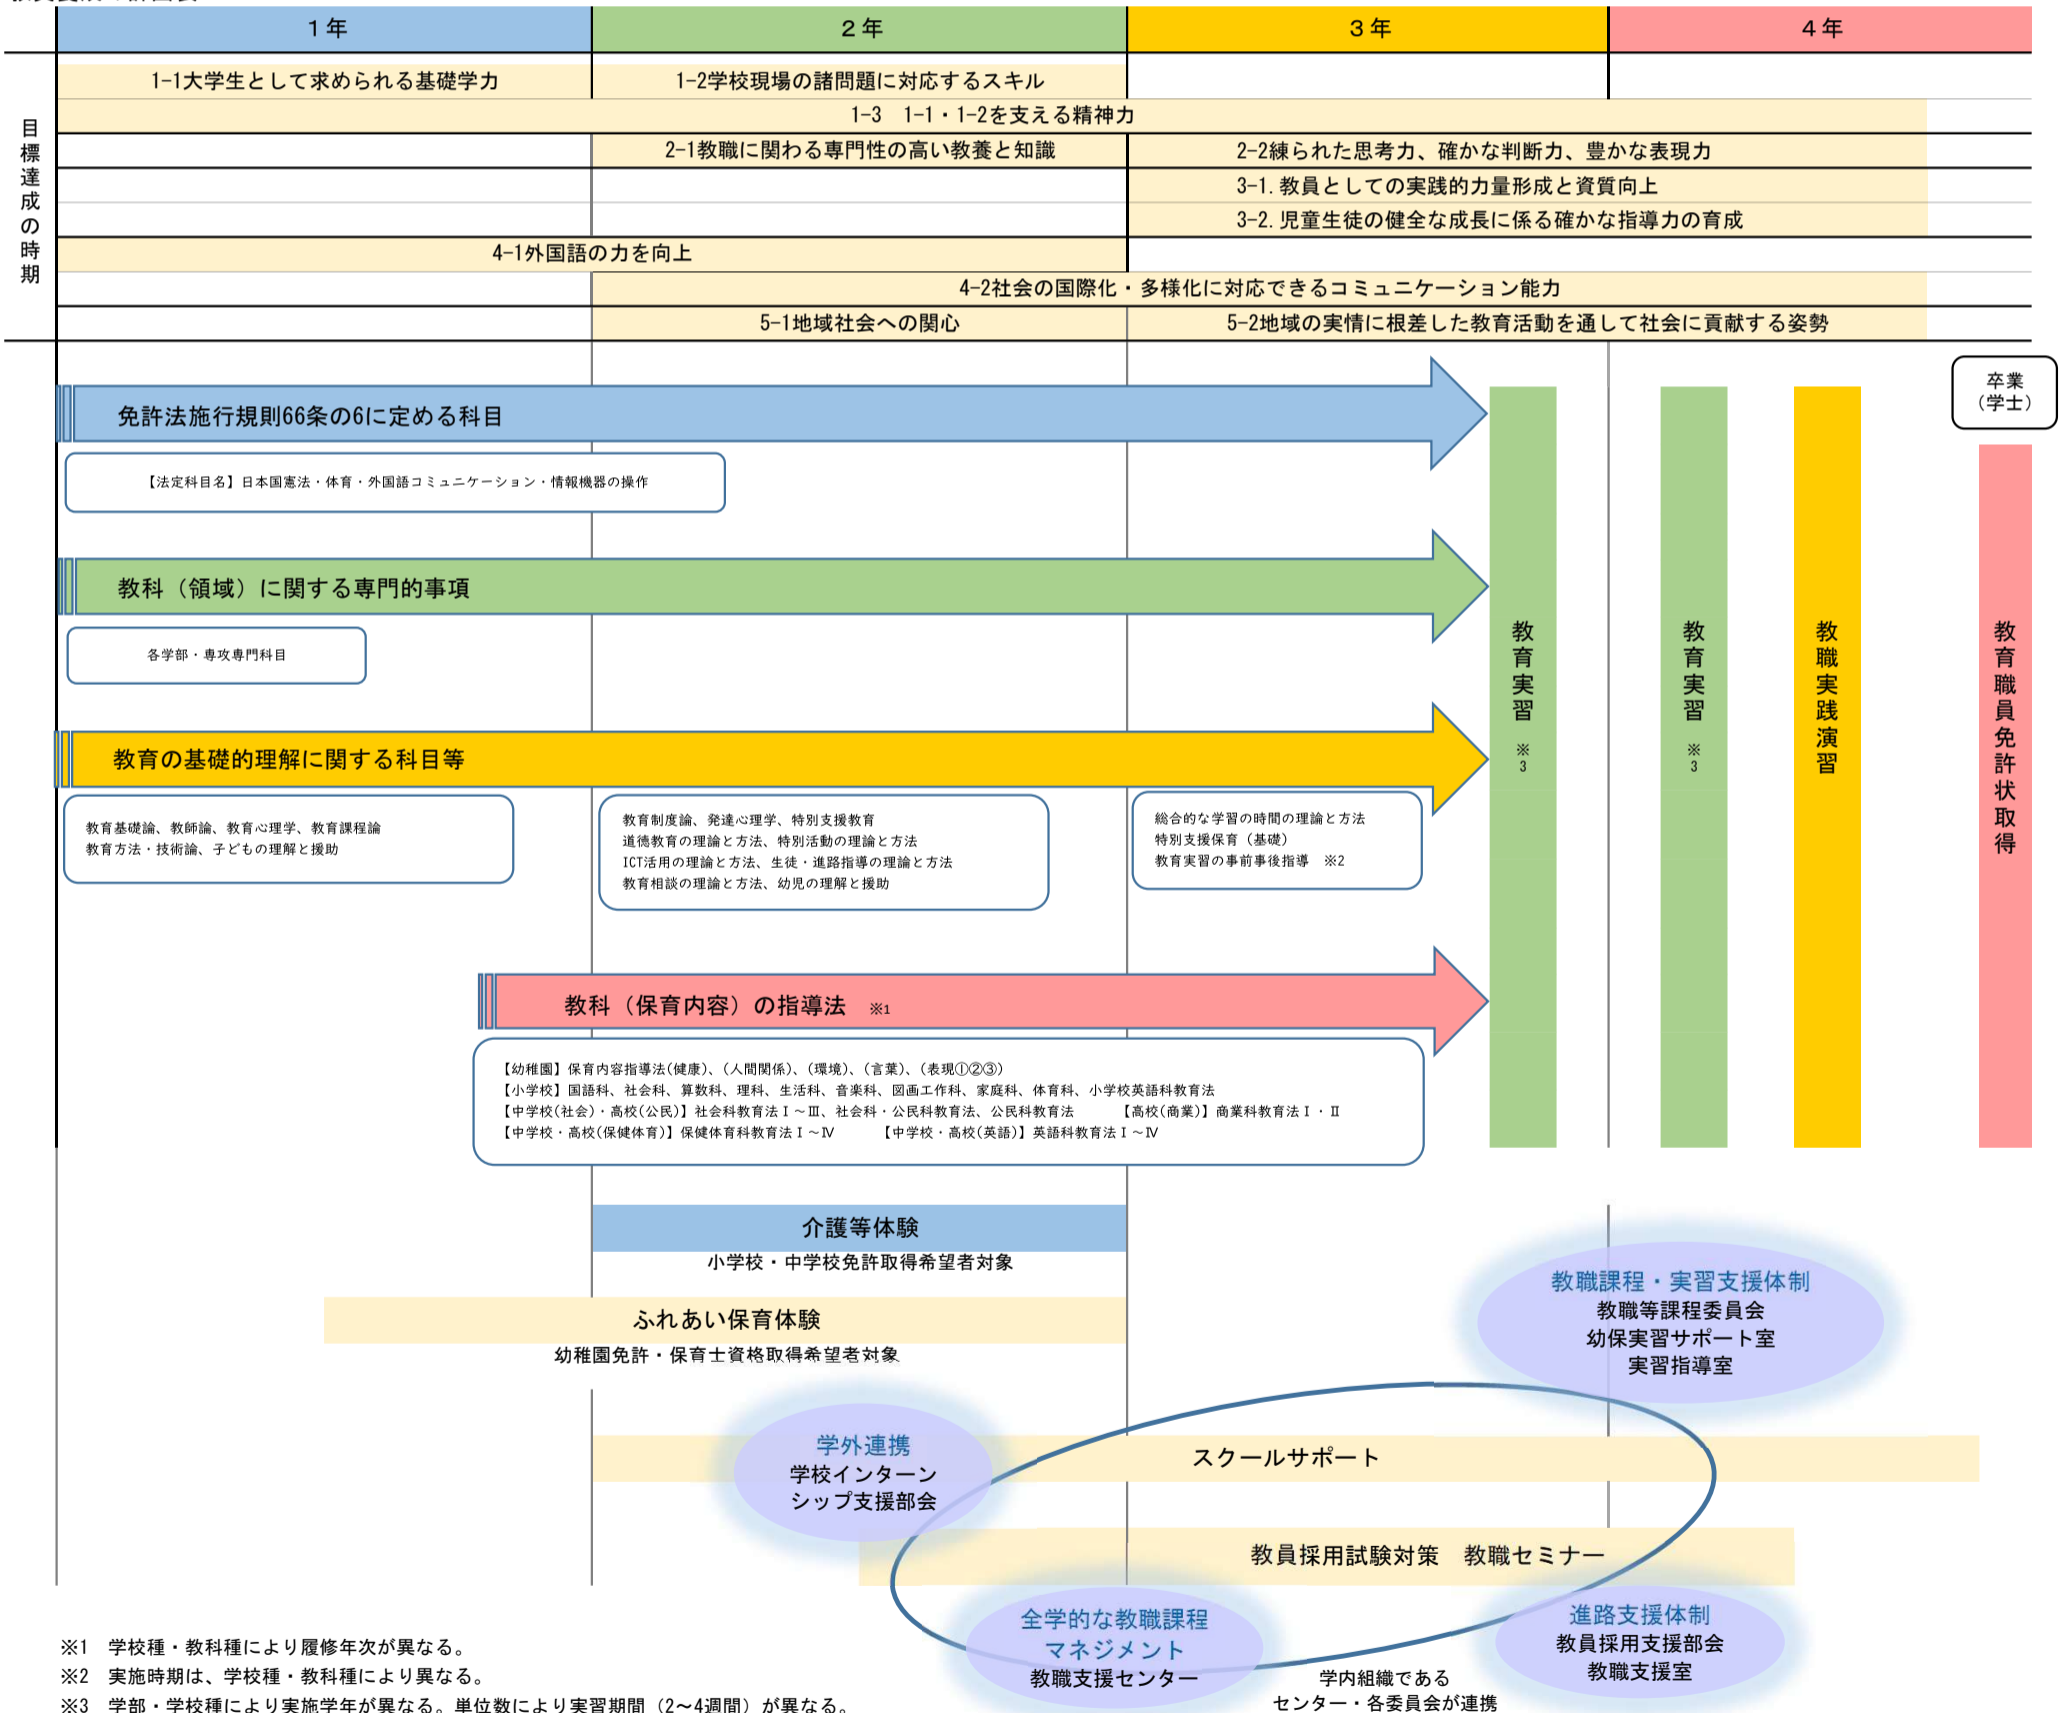 1年
2年
3年
4年
目標達成の時期
1-1大学生として求められる基礎学力
1-2学校現場の諸問題に対応するスキル
1-3　1-1・1-2を支える精神力
2-1教職に関わる専門性の高い教養と知識
2-2練られた思考力、確かな判断力、豊かな表現力
3-1.教員としての実践的力量形成と資質向上
3-2.児童生徒の健全な成長に係る確かな指導力の育成
4-1外国語の力を向上
4-2社会の国際化・多様化に対応できるコミュニケーション能力
5-1地域社会への関心
5-2地域の実情に根差した教育活動を通して社会に貢献する姿勢
卒業
（学士）
免許法施行規則66条の6に定める科目
【法定科目名】日本国憲法・体育・外国語コミュニケーション・情報機器の操作
教科（領域）に関する専門的事項
各学部・専攻専門科目
教育の基礎的理解に関する科目等
教育基礎論、教師論、教育心理学、教育課程論
教育方法・技術論、子どもの理解と援助
教育制度論、発達心理学、特別支援教育
道徳教育の理論と方法、特別活動の理論と方法
ICT活用の理論と方法、生徒・進路指導の理論と方法
教育相談の理論と方法、幼児の理解と援助
総合的な学習の時間の理論と方法
特別支援保育（基礎）
教育実習の事前事後指導　※2
教育実習　※3
教育実習　※3
教職実践演習
教育職員免許状取得
教科（保育内容）の指導法　※1
【幼稚園】保育内容指導法(健康)、(人間関係)、(環境)、(言葉)、(表現①②③)
【小学校】国語科、社会科、算数科、理科、生活科、音楽科、図画工作科、家庭科、体育科、小学校英語科教育法
【中学校(社会)・高校(公民)】社会科教育法Ⅰ～Ⅲ、社会科・公民科教育法、公民科教育法　　　【高校(商業)】商業科教育法Ⅰ・Ⅱ
【中学校・高校(保健体育)】保健体育科教育法Ⅰ～Ⅳ　　　【中学校・高校(英語)】英語科教育法Ⅰ～Ⅳ
介護等体験
小学校・中学校免許取得希望者対象
ふれあい保育体験
幼稚園免許・保育士資格取得希望者対象
教職課程・実習支援体制
教職等課程委員会
幼保実習サポート室
実習指導室
学外連携
学校インターン
シップ支援部会
スクールサポート
教員採用試験対策　教職セミナー
全学的な教職課程
マネジメント
教職支援センター
進路支援体制
教員採用支援部会
教職支援室
学内組織である
センター・各委員会が連携
※1　学校種・教科種により履修年次が異なる。
※2　実施時期は、学校種・教科種により異なる。
※3　学部・学校種により実施学年が異なる。単位数により実習期間（2～4週間）が異なる。